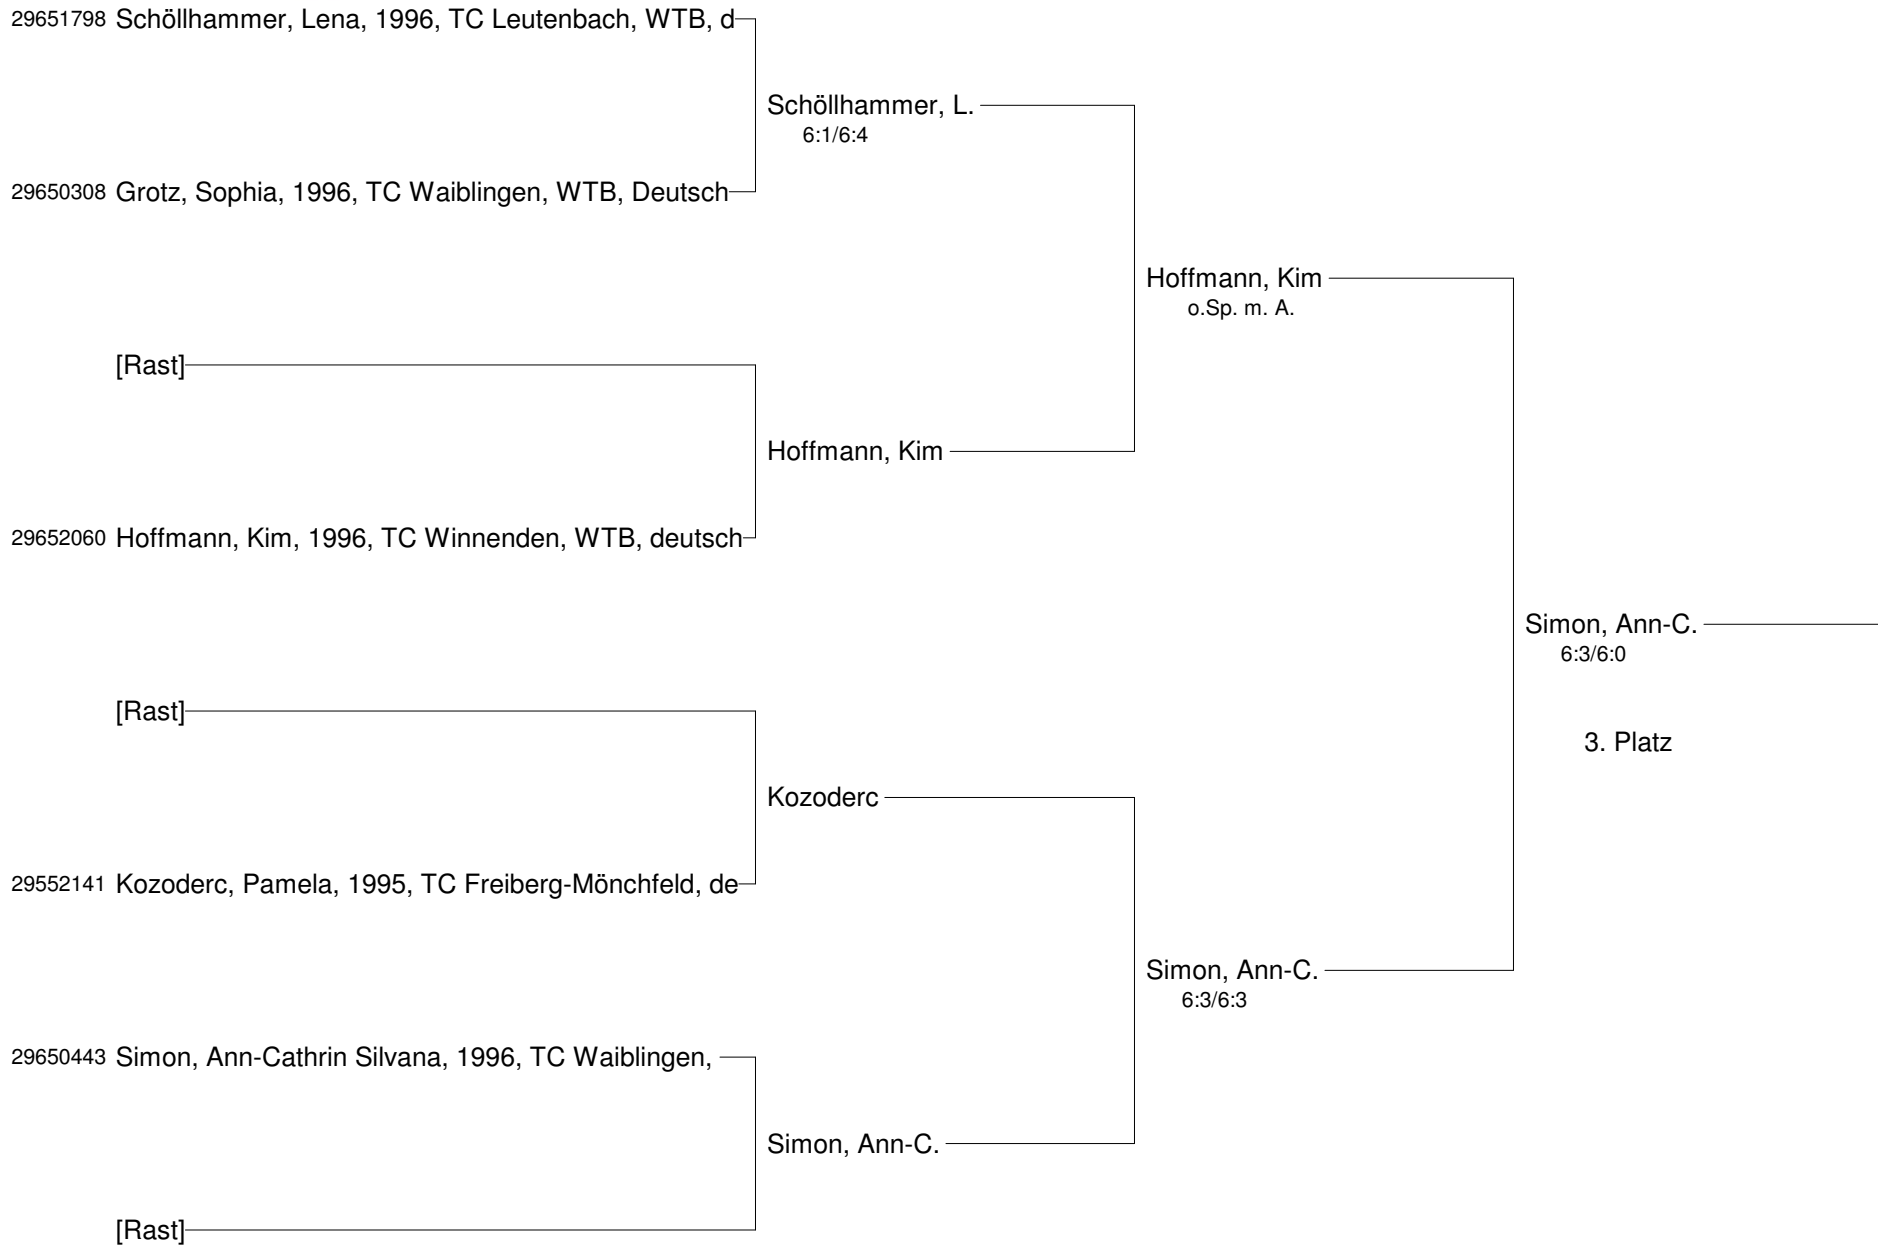 29651798 Schöllhammer, Lena, 1996, TC Leutenbach, WTB, d
Schöllhammer, L.
6:1/6:4
29650308 Grotz, Sophia, 1996, TC Waiblingen, WTB, Deutsch
Hoffmann, Kim
o.Sp. m. A.
[Rast]
Hoffmann, Kim
29652060 Hoffmann, Kim, 1996, TC Winnenden, WTB, deutsch
Simon, Ann-C.
6:3/6:0
[Rast]
3. Platz
Kozoderc
29552141 Kozoderc, Pamela, 1995, TC Freiberg-Mönchfeld, de
Simon, Ann-C.
6:3/6:3
29650443 Simon, Ann-Cathrin Silvana, 1996, TC Waiblingen,
Simon, Ann-C.
[Rast]